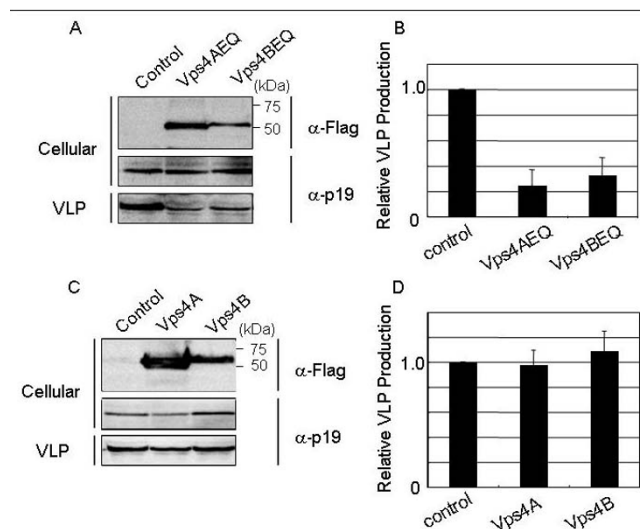 A
Control
Vps4AEQ
Vps4BEQ
(kDa)
75
50
α-Flag
Cellular
α-p19
VLP
B
Relative VLP Production
1.0
0
control
Vps4AEQ
Vps4BEQ
C
Control
Vps4A
Vps4B
(kDa)
75
50
α-Flag
Cellular
α-p19
VLP
D
Relative VLP Production
1.0
0
control
Vps4A
Vps4B